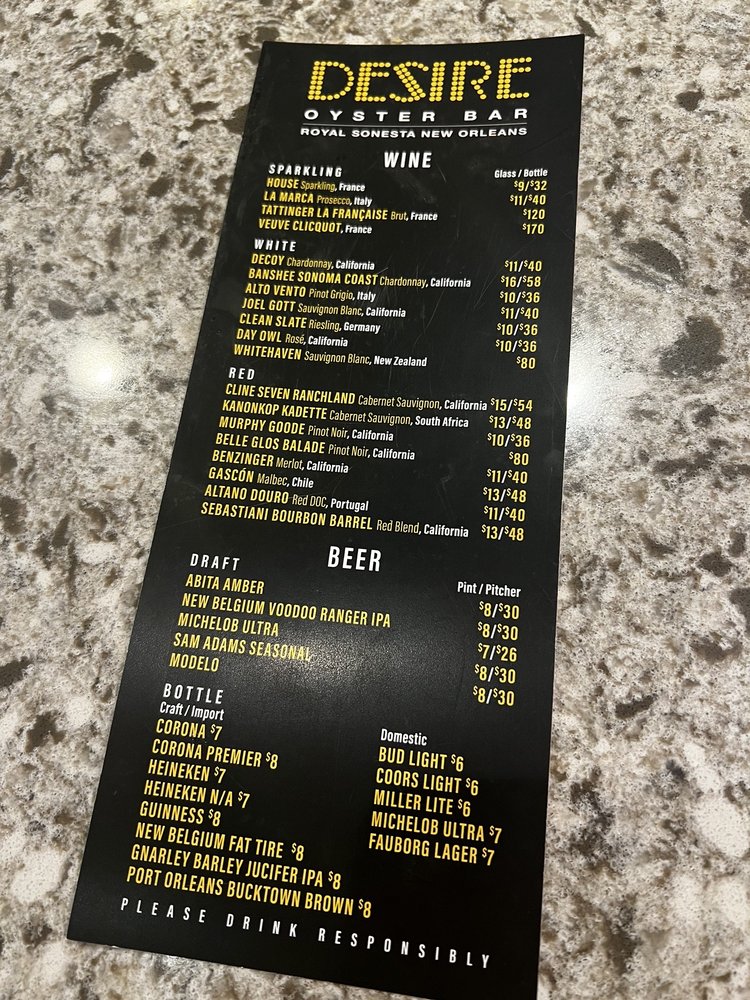 DESIRE
OYSTER BAR
ROYAL SONESTA NEW ORLEANS
WINE
SPARKLING Glass / Bottle
HOUSE Sparkling, France $9/$32
LA MARCA Prosecco, Italy $11/$40
TATTINGER LA FRANÇAISE Brut, France $120
VEUVE CLICQUOT, France $170
WHITE
DECOY Chardonnay, California $11/$40
BANSHEE SONOMA COAST Chardonnay, California $16/$58
ALTO VENTO Pinot Grigio, Italy $10/$36
JOEL GOTT Sauvignon Blanc, California $11/$40
CLEAN SLATE Riesling, Germany $10/$36
DAY OWL Rosé, California $10/$36
WHITEHAVEN Sauvignon Blanc, New Zealand $80
RED
CLINE SEVEN RANCHLAND Cabernet Sauvignon, California $15/$54
KANONKOP KADETTE Cabernet Sauvignon, South Africa $13/$48
MURPHY GOODE Pinot Noir, California $10/$36
BELLE GLOS BALADE Pinot Noir, California $80
BENZINGER Merlot, California $11/$40
GASCÓN Malbec, Chile $13/$48
ALTANO DOURO Red DOC, Portugal $11/$40
SEBASTIANI BOURBON BARREL Red Blend, California $13/$48
BEER
DRAFT Pint / Pitcher
ABITA AMBER $8/$30
NEW BELGIUM VOODOO RANGER IPA $8/$30
MICHELOB ULTRA $7/$26
SAM ADAMS SEASONAL $8/$30
MODELO $8/$30
BOTTLE
Craft / Import
CORONA $7
CORONA PREMIER $8
HEINEKEN $7
HEINEKEN N/A $7
GUINNESS $8
NEW BELGIUM FAT TIRE $8
GNARLEY BARLEY JUCIFER IPA $8
PORT ORLEANS BUCKTOWN BROWN $8
Domestic
BUD LIGHT $6
COORS LIGHT $6
MILLER LITE $6
MICHELOB ULTRA $7
FAUBORG LAGER $7
PLEASE DRINK RESPONSIBLY